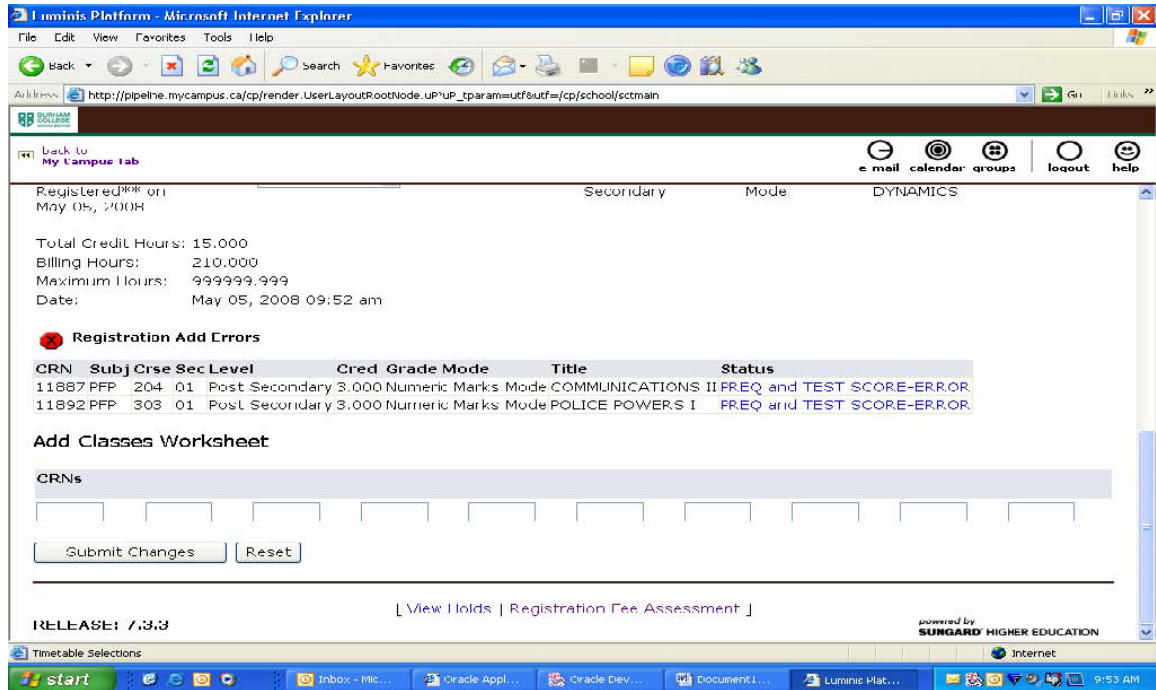 Luminis Platform - Microsoft Internet Explorer
File Edit View Favorites Tools Help
Back Search Favorites
Address http://pipeline.mycampus.ca/cp/render.UserLayoutRootNode.uP?uP_tparam=utf&utf=/cp/school/sctmain Go Links »
DURHAM COLLEGE
back to My Campus Tab
e mail calendar groups logout help
Registered** on Secondary Mode DYNAMICS
May 05, 2008
Total Credit Hours: 15.000
Billing Hours: 210.000
Maximum Hours: 999999.999
Date: May 05, 2008 09:52 am
Registration Add Errors
CRN Subj Crse Sec Level Cred Grade Mode Title Status
11887 PFP 204 01 Post Secondary 3.000 Numeric Marks Mode COMMUNICATIONS II PREQ and TEST SCORE-ERROR
11892 PFP 303 01 Post Secondary 3.000 Numeric Marks Mode POLICE POWERS I PREQ and TEST SCORE-ERROR
Add Classes Worksheet
CRNs
Submit Changes Reset
[ View Holds | Registration Fee Assessment ]
RELEASE: 7.3.3
powered by
SUNGARD HIGHER EDUCATION
Timetable Selections Internet
start Inbox - Mic... Oracle Appl... Oracle Dev... Document1... Luminis Plat... 9:53 AM